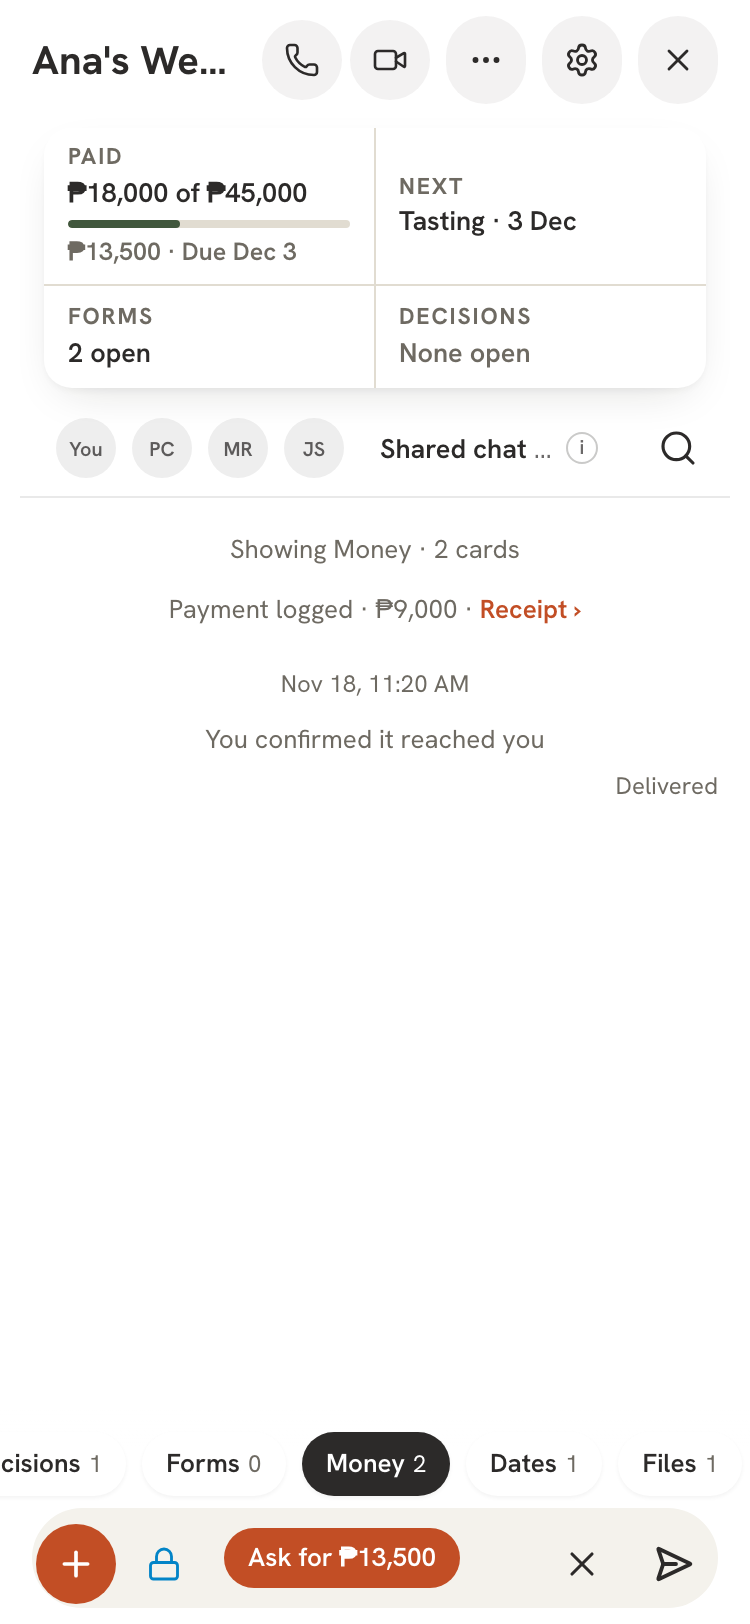 Ana's We...
PAID
₱18,000 of ₱45,000
₱13,500 · Due Dec 3
NEXT
Tasting · 3 Dec
FORMS
2 open
DECISIONS
None open
You PC MR JS Shared chat ... i
Showing Money · 2 cards
Payment logged · ₱9,000 · Receipt ›
Nov 18, 11:20 AM
You confirmed it reached you
Delivered
cisions 1 Forms 0 Money 2 Dates 1 Files 1
Ask for ₱13,500